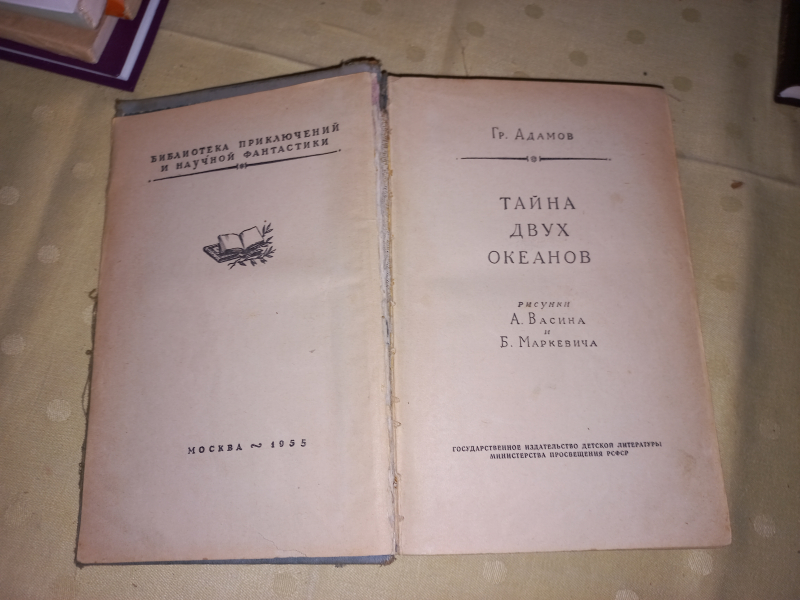 БИБЛИОТЕКА ПРИКЛЮЧЕНИЙ
И НАУЧНОЙ ФАНТАСТИКИ
МОСКВА ~ 1955
ГР. АДАМОВ
ТАЙНА
ДВУХ
ОКЕАНОВ
РИСУНКИ
А. ВАСИНА
И
Б. МАРКЕВИЧА
ГОСУДАРСТВЕННОЕ ИЗДАТЕЛЬСТВО ДЕТСКОЙ ЛИТЕРАТУРЫ
МИНИСТЕРСТВА ПРОСВЕЩЕНИЯ РСФСР